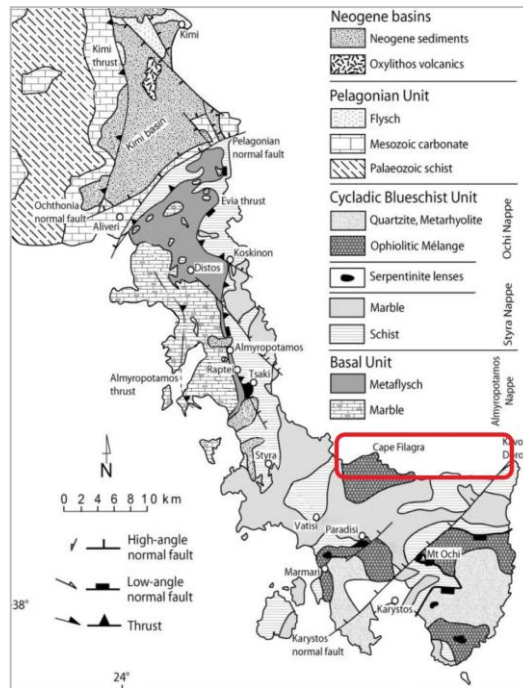 Kimi
Kimi
thrust
Kimi basin
Pelagonian
normal fault
Ochthonia
normal fault
Aliveri
Evia thrust
Koskinon
Distos
Almyropotamos
Rapte
Tsaki
Almyropotamos
thrust
Styra
N
0 2 4 6 8 10 km
High-angle
normal fault
Low-angle
normal fault
Thrust
38°
24°
Cape Filagra
Vatisi
Paradisi
Mt Ochi
Marmari
Karystos
Karystos
normal fault
Neogene basins
Neogene sediments
Oxylithos volcanics
Pelagonian Unit
Flysch
Mesozoic carbonate
Palaeozoic schist
Cycladic Blueschist Unit
Quartzite, Metarhyolite
Ophiolitic Mélange
Serpentinite lenses
Marble
Schist
Ochi Nappe
Styra Nappe
Basal Unit
Metaflysch
Marble
Almyropotamos
Nappe